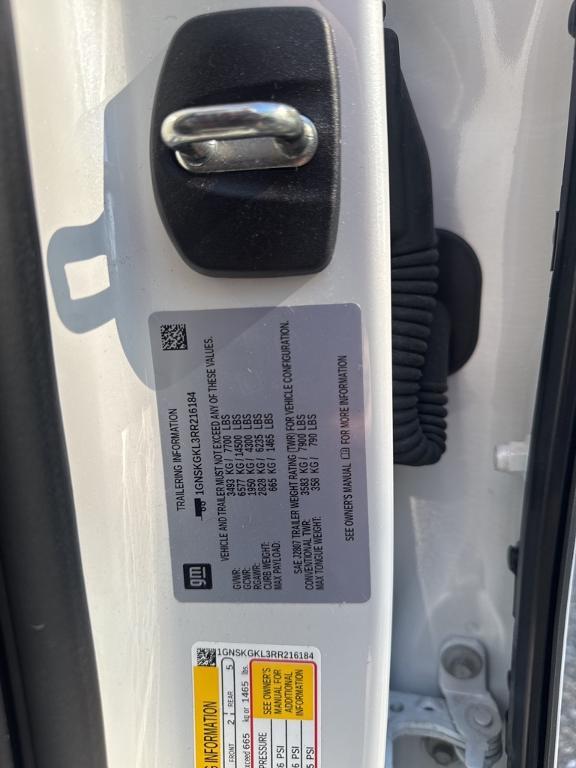 TRAILERING INFORMATION
1GNSKGKL3RR216184
VEHICLE AND TRAILER MUST NOT EXCEED ANY OF THESE VALUES.
GVWR: 3493 KG / 7700 LBS
GCWR: 6577 KG / 14500 LBS
RGAWR: 1950 KG / 4300 LBS
CURB WEIGHT: 2828 KG / 6235 LBS
MAX PAYLOAD: 665 KG / 1465 LBS
SAE J2807 TRAILER WEIGHT RATING (TWR) FOR VEHICLE CONFIGURATION.
CONVENTIONAL TWR: 3583 KG / 7900 LBS
MAX TONGUE WEIGHT: 358 KG / 790 LBS
SEE OWNER'S MANUAL FOR MORE INFORMATION
gm
1GNSKGKL3RR216184
INFORMATION
FRONT 2 REAR 5
exceed 665 kg or 1465 lbs.
PRESSURE
6 PSI
6 PSI
5 PSI
SEE OWNER'S
MANUAL FOR
ADDITIONAL
INFORMATION